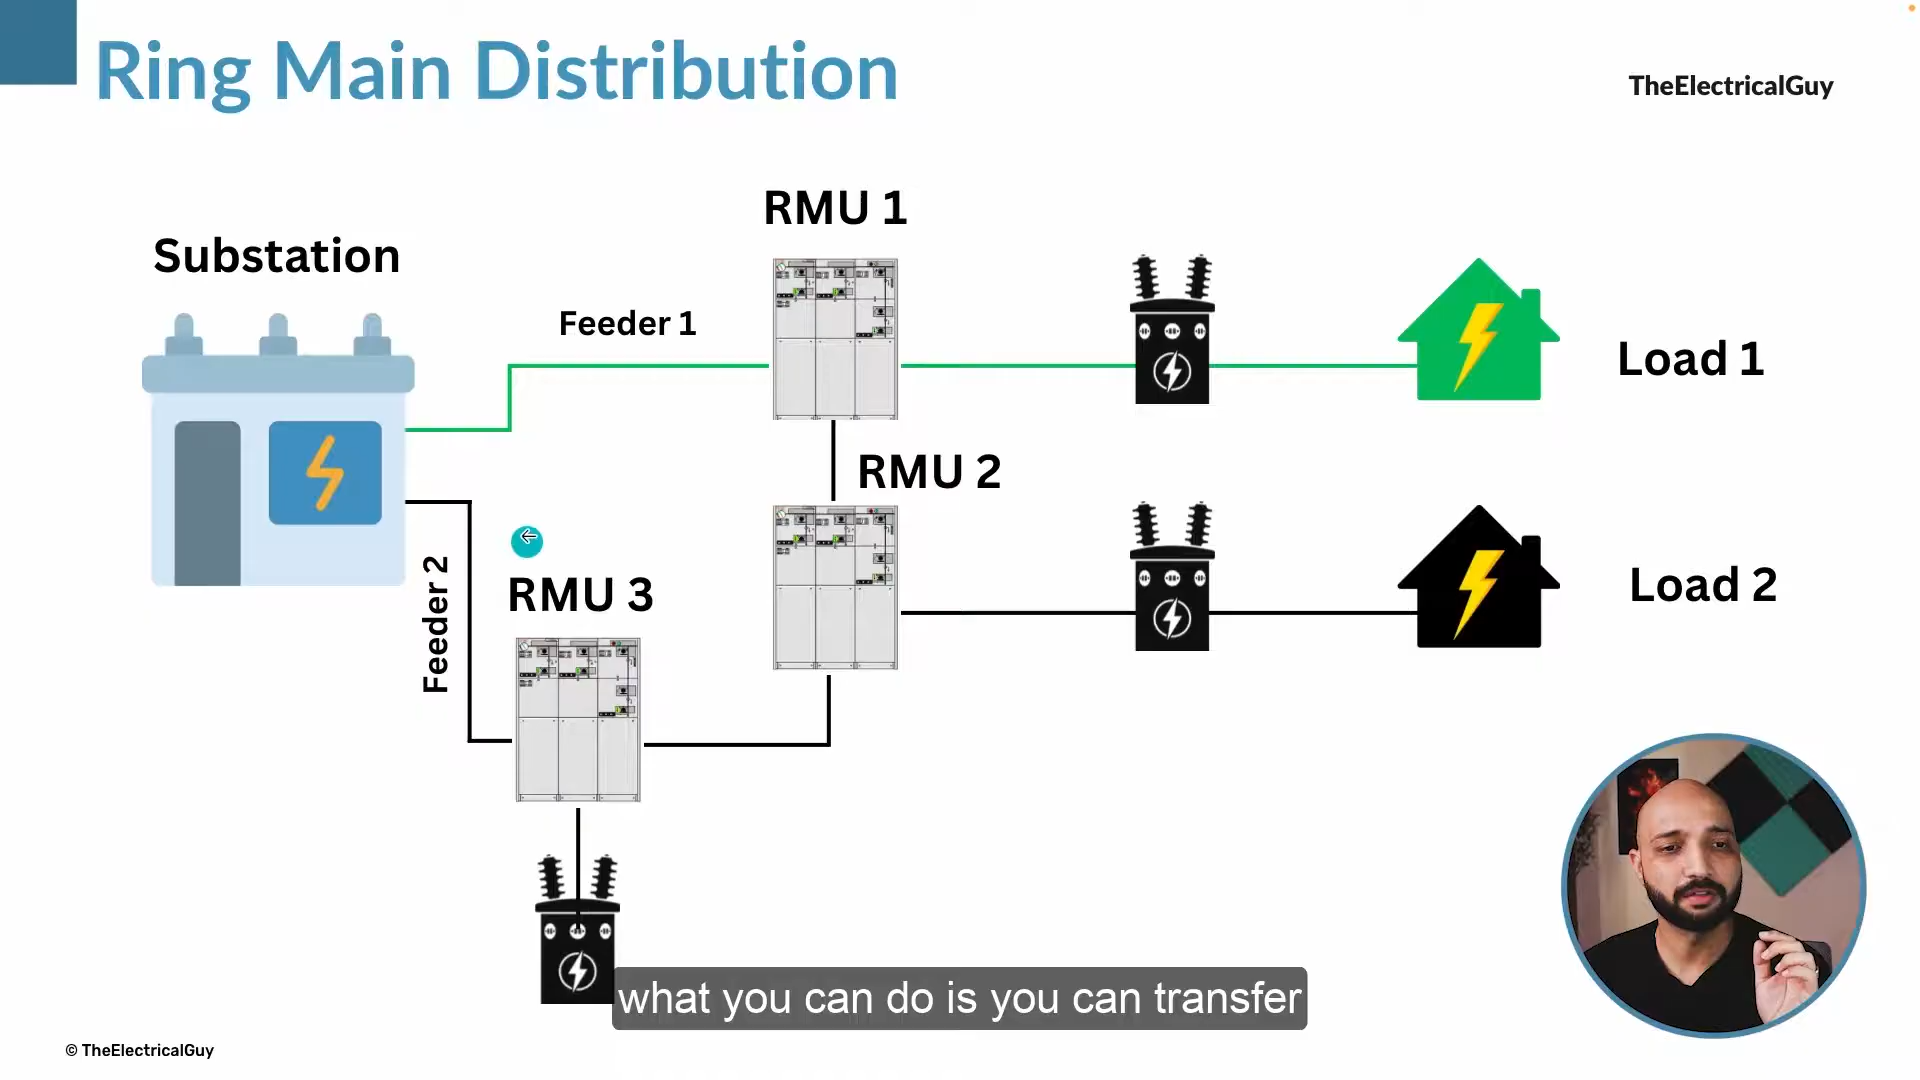 Ring Main Distribution
TheElectricalGuy
RMU 1
Substation
Feeder 1
Load 1
RMU 2
Feeder 2
RMU 3
Load 2
what you can do is you can transfer
© TheElectricalGuy